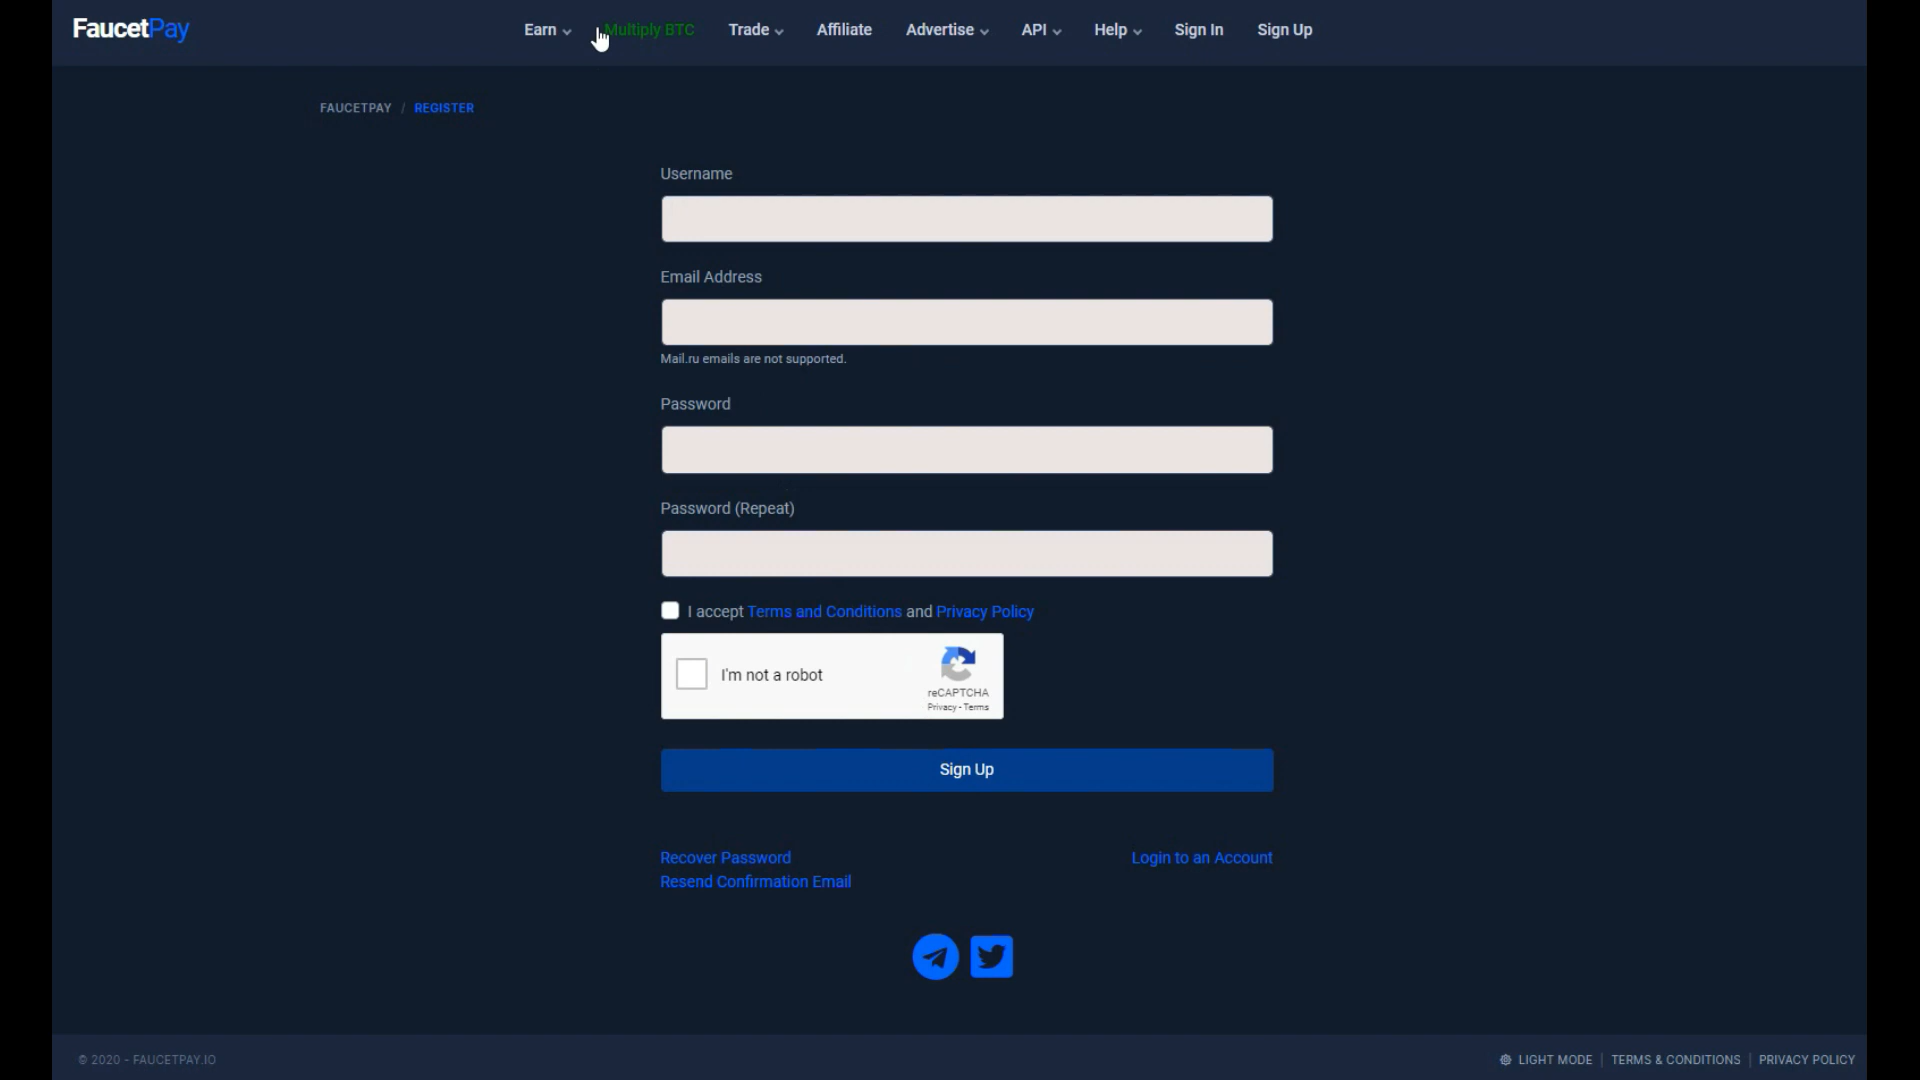 FaucetPay
Earn
Multiply BTC
Trade
Affiliate
Advertise
API
Help
Sign In
Sign Up
FAUCETPAY / REGISTER
Username
Email Address
Mail.ru emails are not supported.
Password
Password (Repeat)
I accept Terms and Conditions and Privacy Policy
I'm not a robot
reCAPTCHA
Privacy - Terms
Sign Up
Recover Password
Login to an Account
Resend Confirmation Email
© 2020 - FAUCETPAY.IO
LIGHT MODE | TERMS & CONDITIONS | PRIVACY POLICY